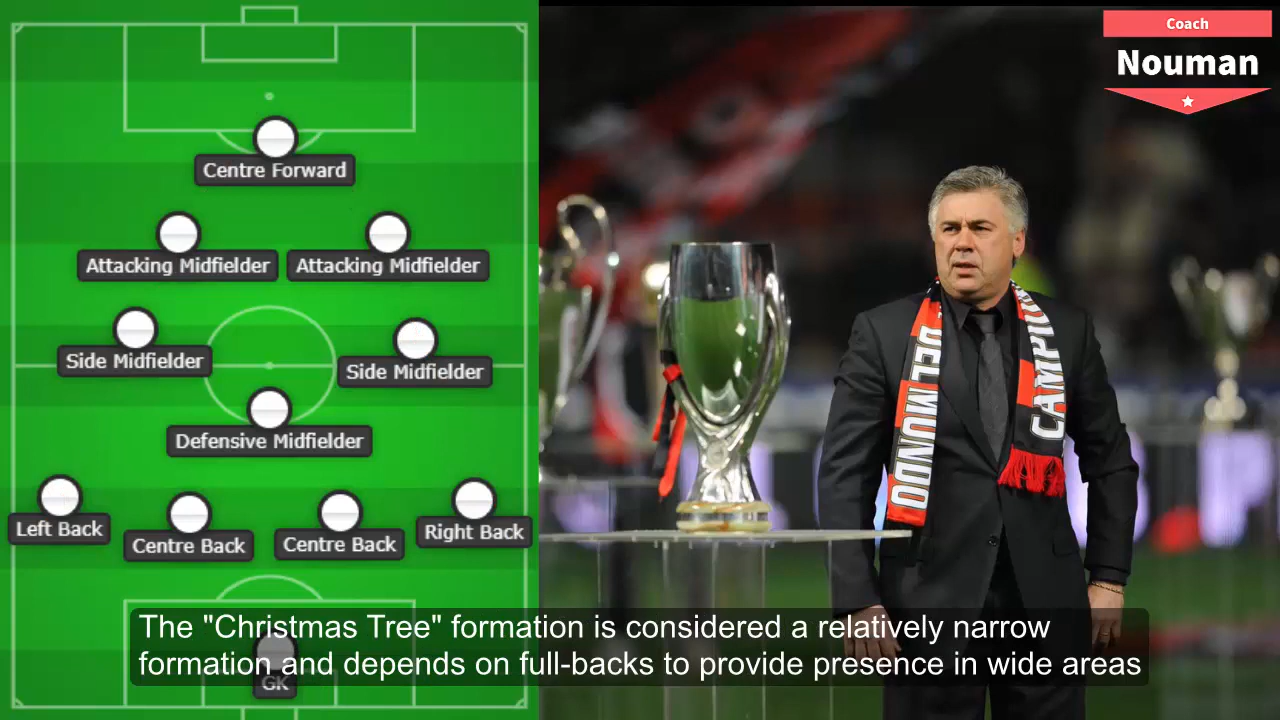 Coach
Nouman
Centre Forward
Attacking Midfielder
Attacking Midfielder
Side Midfielder
Side Midfielder
Defensive Midfielder
Left Back
Centre Back
Centre Back
Right Back
GK
DEL MUNDO
CAMPIO
The "Christmas Tree" formation is considered a relatively narrow
formation and depends on full-backs to provide presence in wide areas